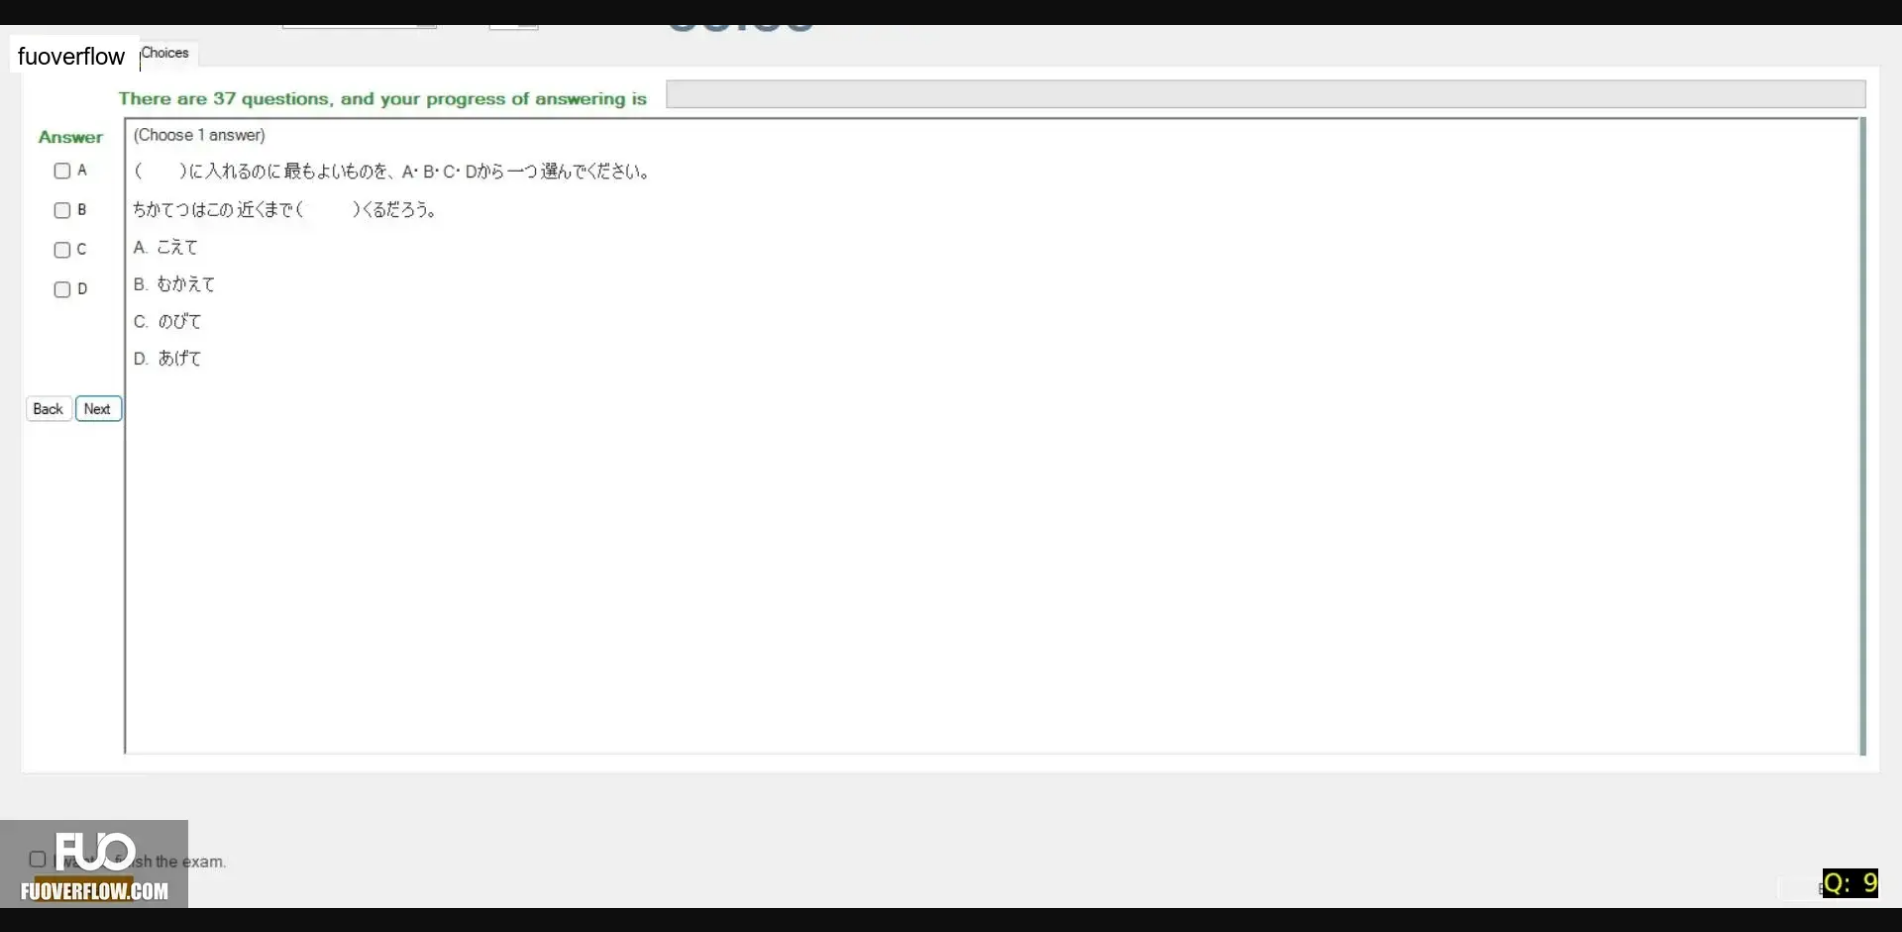 fuoverflow
Choices
There are 37 questions, and your progress of answering is
Answer
(Choose 1 answer)
A
(　　)に入れるのに最もよいものを、A・B・C・Dから一つ選んでください。
B
ちかてつはこの近くまで(　　)くるだろう。
C
A. こえて
D
B. むかえて
C. のびて
D. あげて
Back Next
FUO
finish the exam.
FUOVERFLOW.COM
Q: 9